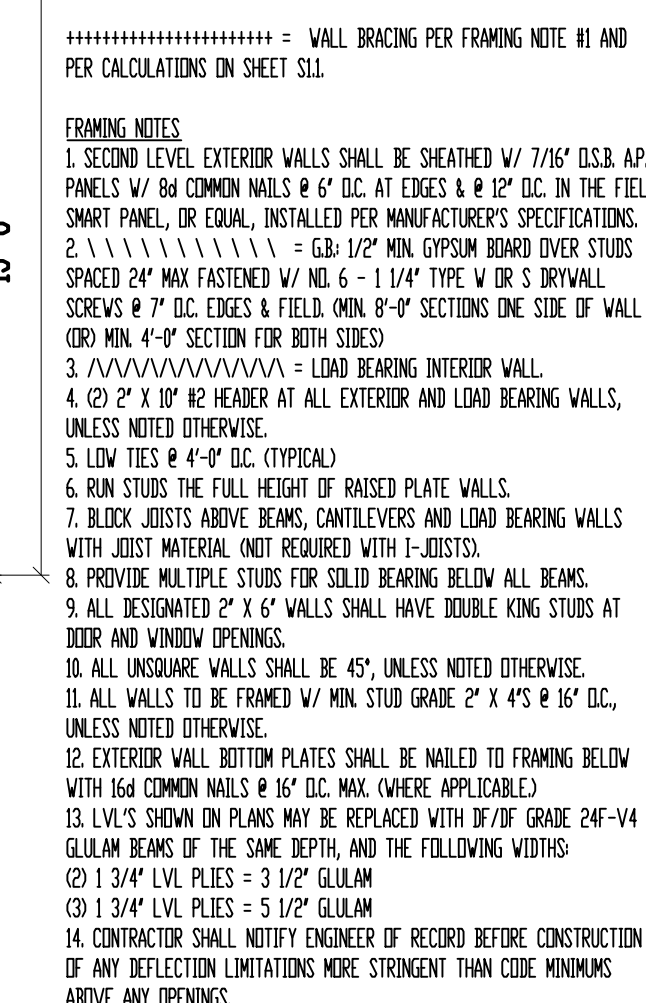 +++++++++++++++++++++++ = WALL BRACING PER FRAMING NOTE #1 AND
PER CALCULATIONS ON SHEET S1.1.
FRAMING NOTES
1. SECOND LEVEL EXTERIOR WALLS SHALL BE SHEATHED W/ 7/16" O.S.B. A.P.
PANELS W/ 8d COMMON NAILS @ 6" O.C. AT EDGES & @ 12" O.C. IN THE FIEL
SMART PANEL, OR EQUAL, INSTALLED PER MANUFACTURER'S SPECIFICATIONS.
2. \ \ \ \ \ \ \ \ \ \ \ = G.B.: 1/2" MIN. GYPSUM BOARD OVER STUDS
SPACED 24" MAX FASTENED W/ NO. 6 - 1 1/4" TYPE W OR S DRYWALL
SCREWS @ 7" O.C. EDGES & FIELD. (MIN. 8'-0" SECTIONS ONE SIDE OF WALL
(OR) MIN. 4'-0" SECTION FOR BOTH SIDES)
3. /\/\/\/\/\/\/\/\/\/\/\ = LOAD BEARING INTERIOR WALL.
4. (2) 2" X 10" #2 HEADER AT ALL EXTERIOR AND LOAD BEARING WALLS,
UNLESS NOTED OTHERWISE.
5. LOW TIES @ 4'-0" O.C. (TYPICAL)
6. RUN STUDS THE FULL HEIGHT OF RAISED PLATE WALLS.
7. BLOCK JOISTS ABOVE BEAMS, CANTILEVERS AND LOAD BEARING WALLS
WITH JOIST MATERIAL (NOT REQUIRED WITH I-JOISTS).
8. PROVIDE MULTIPLE STUDS FOR SOLID BEARING BELOW ALL BEAMS.
9. ALL DESIGNATED 2" X 6" WALLS SHALL HAVE DOUBLE KING STUDS AT
DOOR AND WINDOW OPENINGS.
10. ALL UNSQUARE WALLS SHALL BE 45°, UNLESS NOTED OTHERWISE.
11. ALL WALLS TO BE FRAMED W/ MIN. STUD GRADE 2" X 4"S @ 16" O.C.,
UNLESS NOTED OTHERWISE.
12. EXTERIOR WALL BOTTOM PLATES SHALL BE NAILED TO FRAMING BELOW
WITH 16d COMMON NAILS @ 16" O.C. MAX. (WHERE APPLICABLE.)
13. LVL'S SHOWN ON PLANS MAY BE REPLACED WITH DF/DF GRADE 24F-V4
GLULAM BEAMS OF THE SAME DEPTH, AND THE FOLLOWING WIDTHS:
(2) 1 3/4" LVL PLIES = 3 1/2" GLULAM
(3) 1 3/4" LVL PLIES = 5 1/2" GLULAM
14. CONTRACTOR SHALL NOTIFY ENGINEER OF RECORD BEFORE CONSTRUCTION
OF ANY DEFLECTION LIMITATIONS MORE STRINGENT THAN CODE MINIMUMS
ABOVE ANY OPENINGS